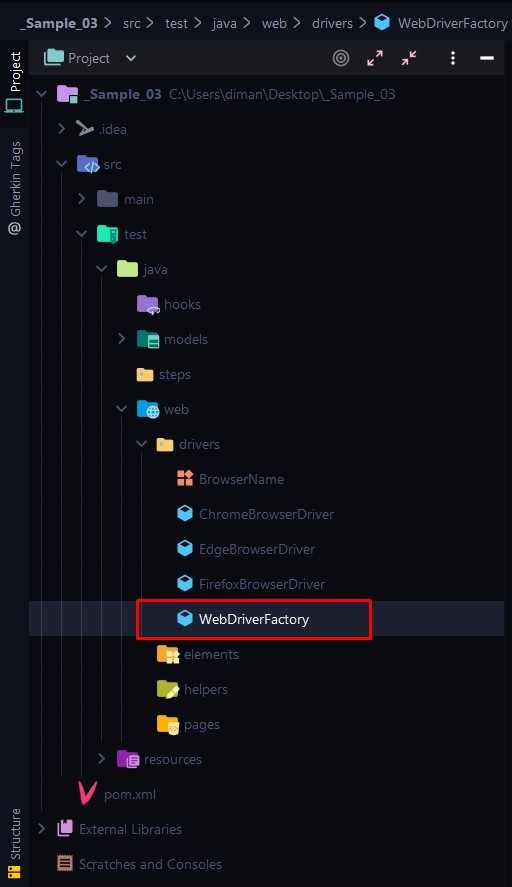 _Sample_03 > src > test > java > web > drivers > WebDriverFactory
Project
Project
_Sample_03 C:\Users\diman\Desktop\_Sample_03
.idea
src
main
test
java
hooks
models
steps
web
drivers
BrowserName
ChromeBrowserDriver
EdgeBrowserDriver
FirefoxBrowserDriver
WebDriverFactory
elements
helpers
pages
resources
pom.xml
External Libraries
Scratches and Consoles
@ Gherkin Tags
Structure